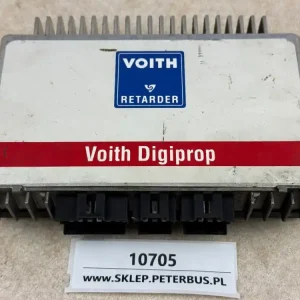 VOITH
RETARDER
Voith Digiprop
10705
WWW.SKLEP.PETERBUS.PL